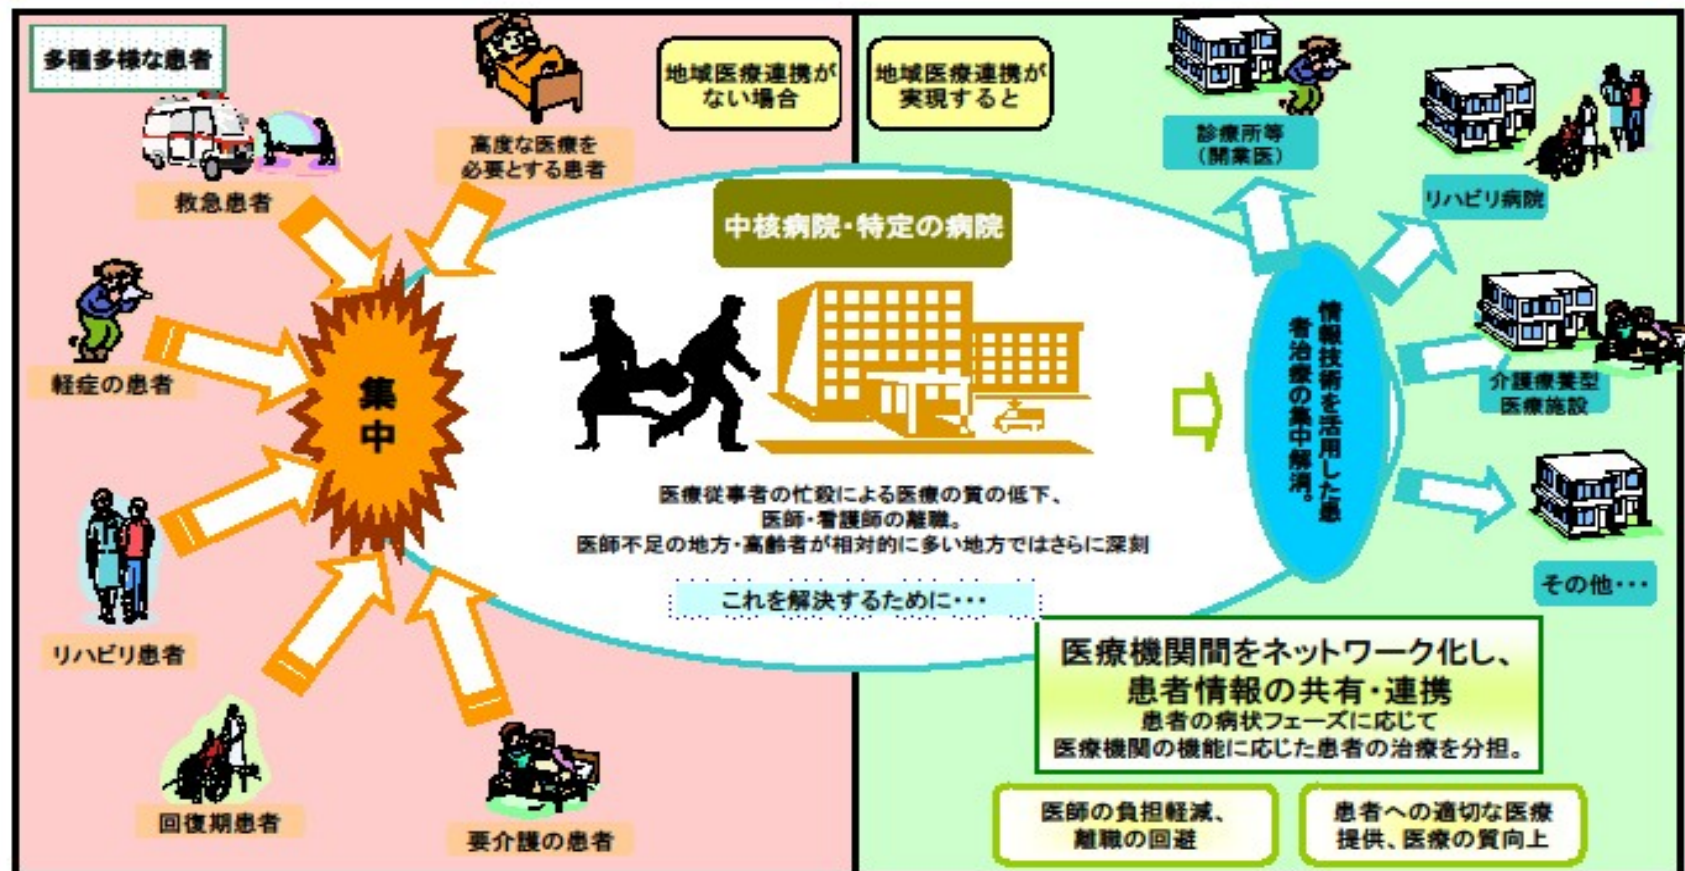 多種多様な患者
救急患者
高度な医療を
必要とする患者
地域医療連携が
ない場合
軽症の患者
集
中
リハビリ患者
回復期患者
要介護の患者
中核病院・特定の病院
医療従事者の忙殺による医療の質の低下、
医師・看護師の離職。
医師不足の地方・高齢者が相対的に多い地方ではさらに深刻
これを解決するために・・・
地域医療連携が
実現すると
診療所等
（開業医）
リハビリ病院
介護療養型
医療施設
その他・・・
情報技術を活用した患
者治療の集中解消。
医療機関間をネットワーク化し、
患者情報の共有・連携
患者の病状フェーズに応じて
医療機関の機能に応じた患者の治療を分担。
医師の負担軽減、
離職の回避
患者への適切な医療
提供、医療の質向上